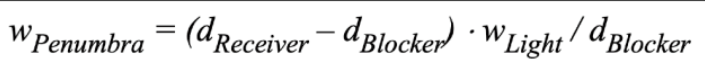 w_Penumbra = (d_Receiver – d_Blocker) · w_Light / d_Blocker